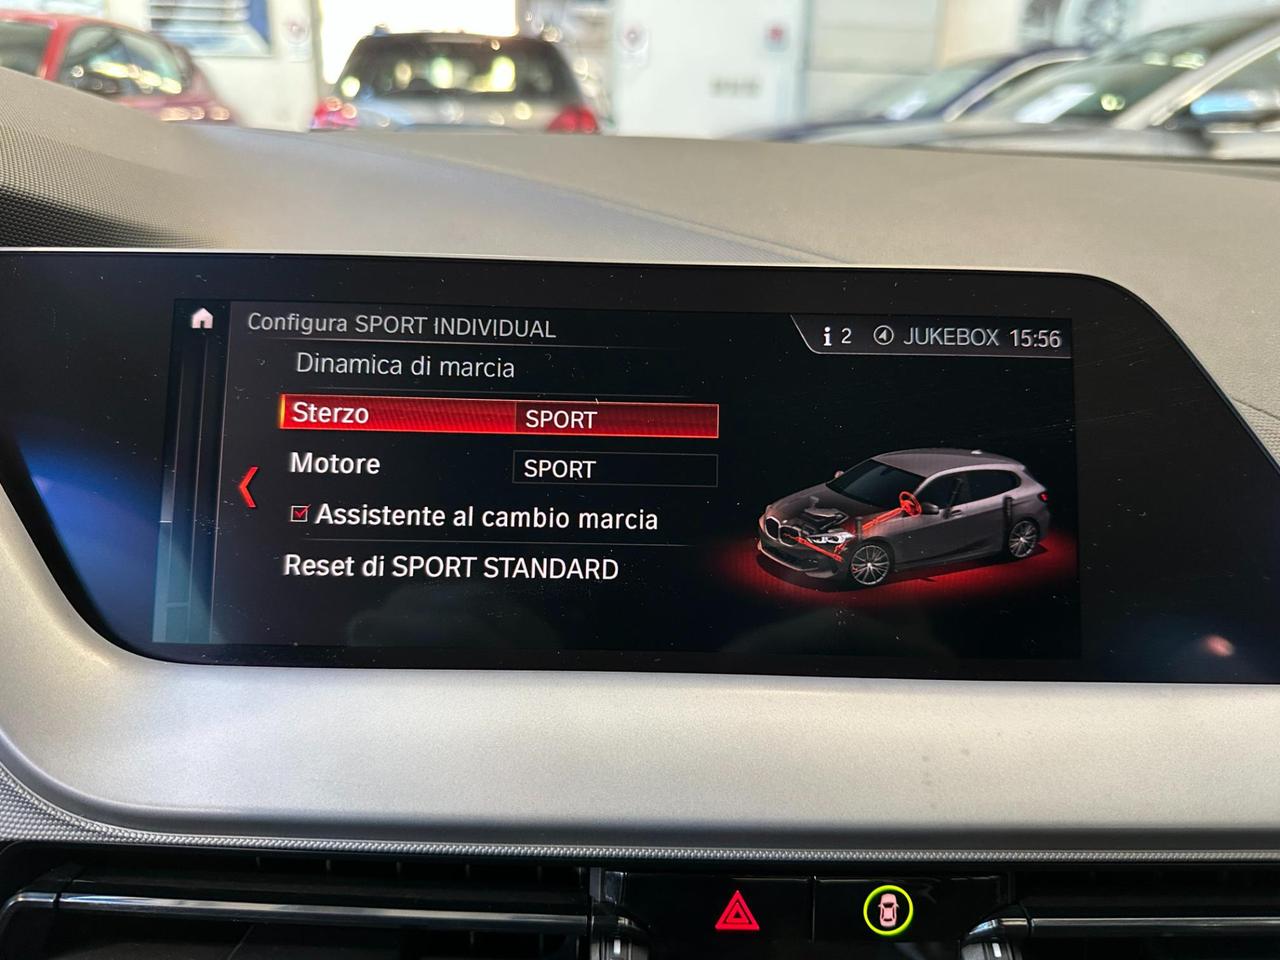 Configura SPORT INDIVIDUAL
i 2 JUKEBOX 15:56
Dinamica di marcia
Sterzo SPORT
Motore SPORT
Assistente al cambio marcia
Reset di SPORT STANDARD